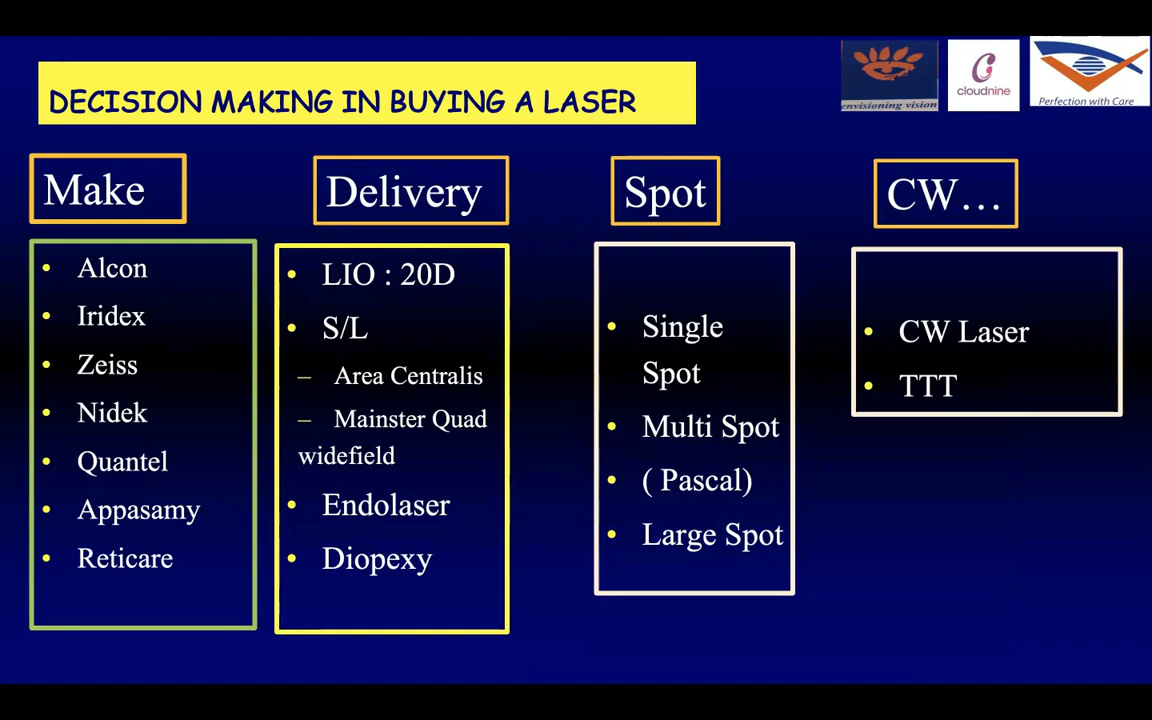 DECISION MAKING IN BUYING A LASER
envisioning vision
cloudnine
Perfection with Care
Make
Alcon
Iridex
Zeiss
Nidek
Quantel
Appasamy
Reticare
Delivery
LIO : 20D
S/L
– Area Centralis
– Mainster Quad
widefield
Endolaser
Diopexy
Spot
Single
Spot
Multi Spot
( Pascal)
Large Spot
CW…
CW Laser
TTT